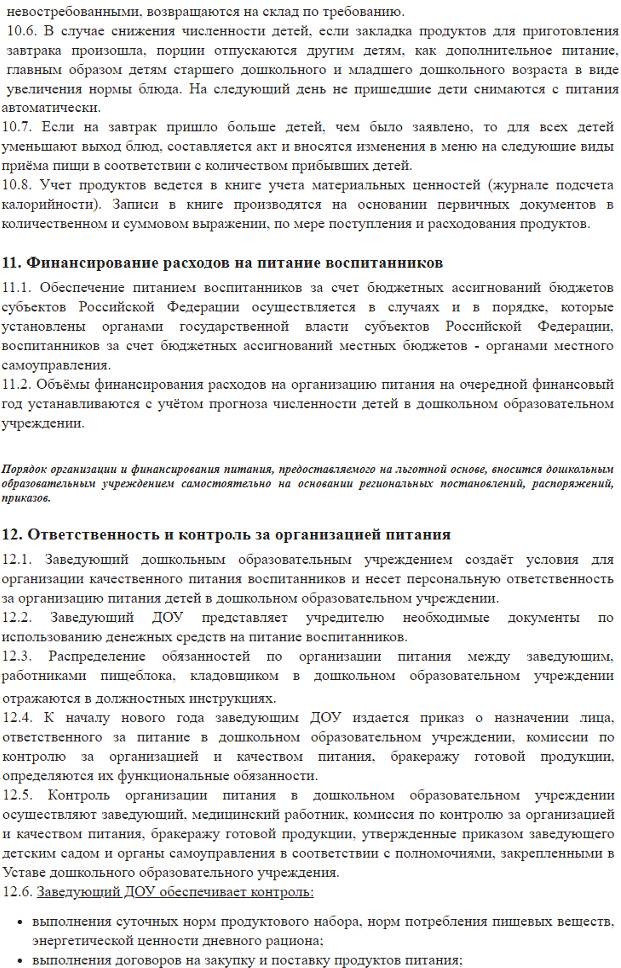 невостребованными, возвращаются на склад по требованию.
10.6. В случае снижения численности детей, если закладка продуктов для приготовления
завтрака произошла, порции отпускаются другим детям, как дополнительное питание,
главным образом детям старшего дошкольного и младшего дошкольного возраста в виде
увеличения нормы блюда. На следующий день не пришедшие дети снимаются с питания
автоматически.
10.7. Если на завтрак пришло больше детей, чем было заявлено, то для всех детей
уменьшают выход блюд, составляется акт и вносятся изменения в меню на следующие виды
приёма пищи в соответствии с количеством прибывших детей.
10.8. Учет продуктов ведется в книге учета материальных ценностей (журнале подсчета
калорийности). Записи в книге производятся на основании первичных документов в
количественном и суммовом выражении, по мере поступления и расходования продуктов.
11. Финансирование расходов на питание воспитанников
11.1. Обеспечение питанием воспитанников за счет бюджетных ассигнований бюджетов
субъектов Российской Федерации осуществляется в случаях и в порядке, которые
установлены органами государственной власти субъектов Российской Федерации,
воспитанников за счет бюджетных ассигнований местных бюджетов - органами местного
самоуправления.
11.2. Объёмы финансирования расходов на организацию питания на очередной финансовый
год устанавливаются с учётом прогноза численности детей в дошкольном образовательном
учреждении.
Порядок организации и финансирования питания, предоставляемого на льготной основе, вносится дошкольным
образовательным учреждением самостоятельно на основании региональных постановлений, распоряжений,
приказов.
12. Ответственность и контроль за организацией питания
12.1. Заведующий дошкольным образовательным учреждением создаёт условия для
организации качественного питания воспитанников и несет персональную ответственность
за организацию питания детей в дошкольном образовательном учреждении.
12.2. Заведующий ДОУ представляет учредителю необходимые документы по
использованию денежных средств на питание воспитанников.
12.3. Распределение обязанностей по организации питания между заведующим,
работниками пищеблока, кладовщиком в дошкольном образовательном учреждении
отражаются в должностных инструкциях.
12.4. К началу нового года заведующим ДОУ издается приказ о назначении лица,
ответственного за питание в дошкольном образовательном учреждении, комиссии по
контролю за организацией и качеством питания, бракеражу готовой продукции,
определяются их функциональные обязанности.
12.5. Контроль организации питания в дошкольном образовательном учреждении
осуществляют заведующий, медицинский работник, комиссия по контролю за организацией
и качеством питания, бракеражу готовой продукции, утвержденные приказом заведующего
детским садом и органы самоуправления в соответствии с полномочиями, закрепленными в
Уставе дошкольного образовательного учреждения.
12.6. Заведующий ДОУ обеспечивает контроль:
• выполнения суточных норм продуктового набора, норм потребления пищевых веществ,
энергетической ценности дневного рациона;
• выполнения договоров на закупку и поставку продуктов питания;